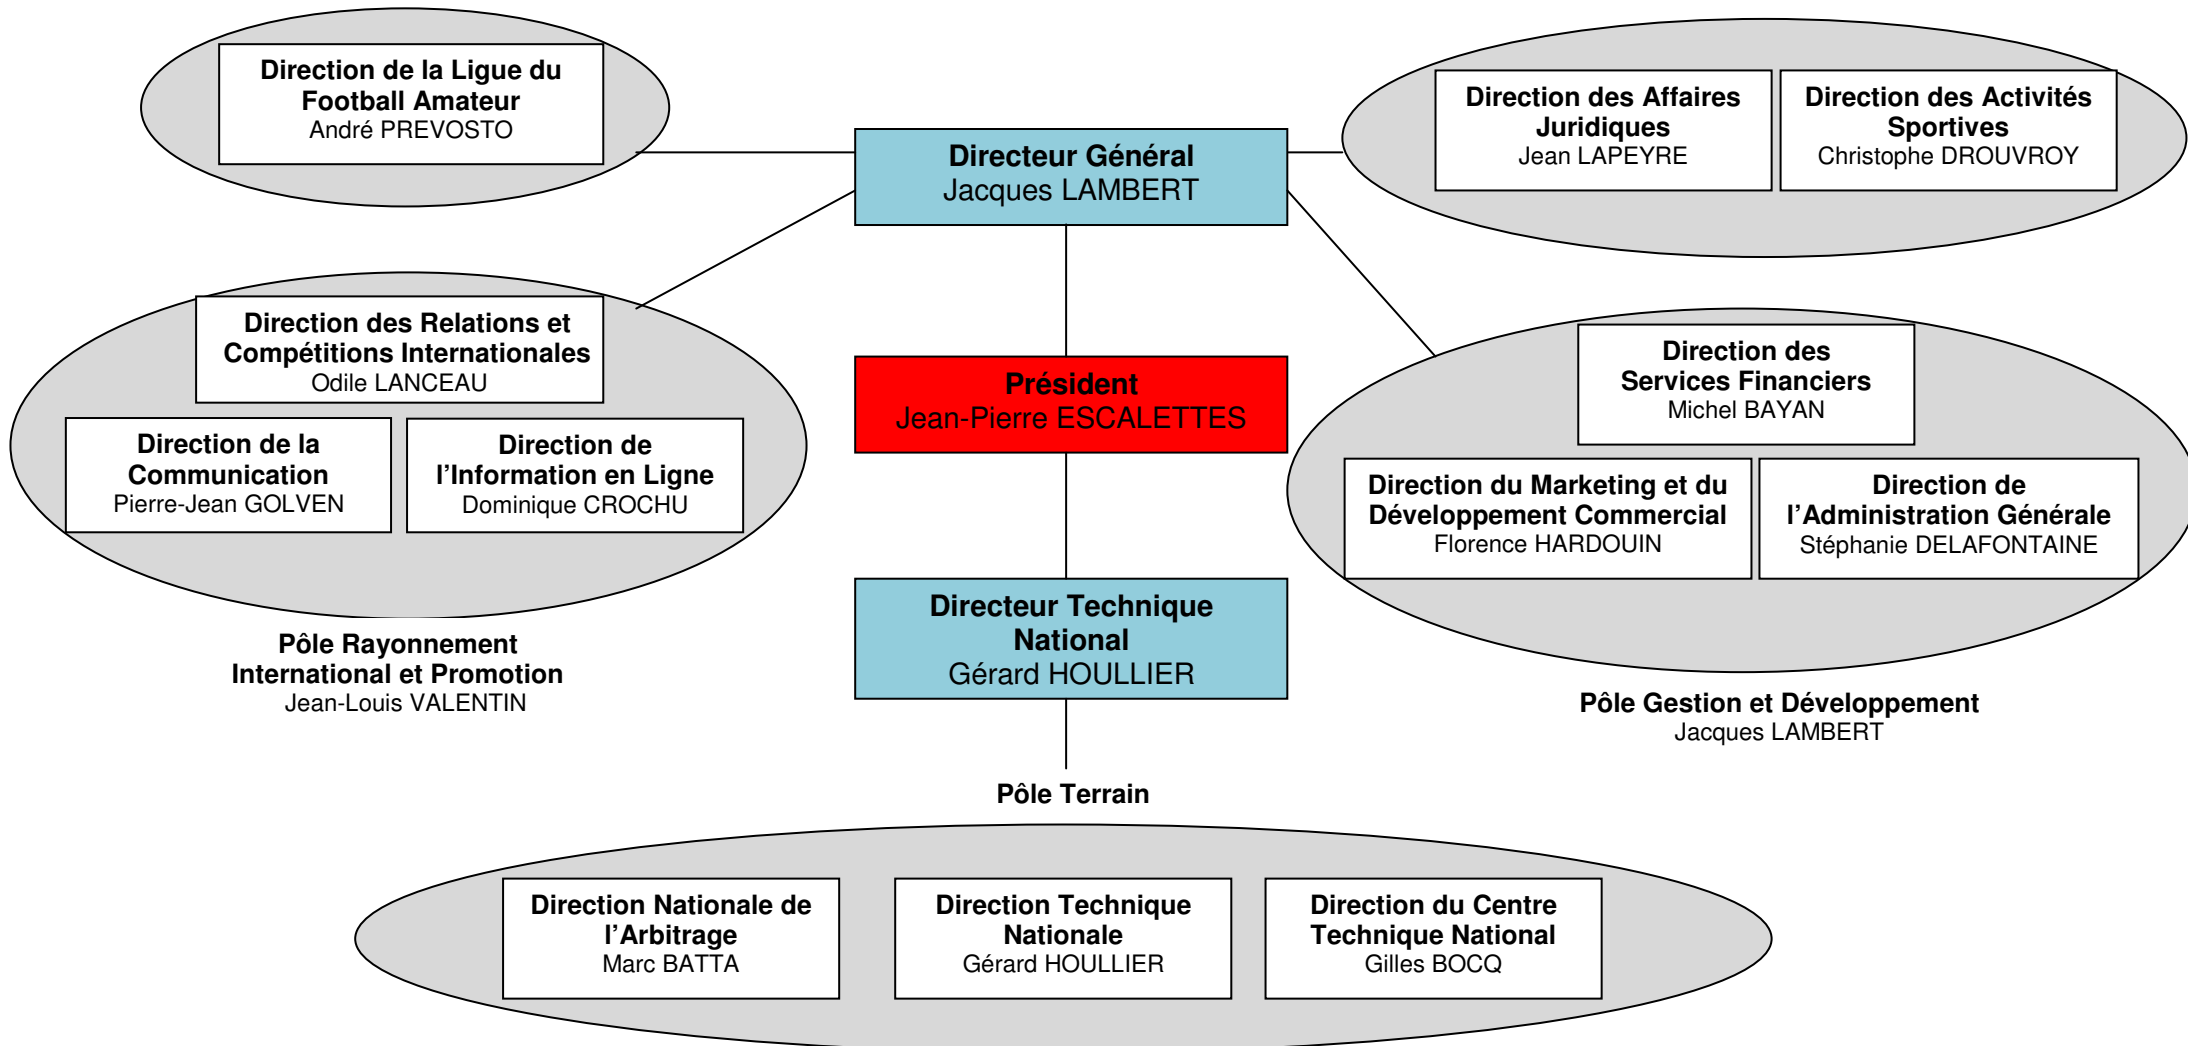 Direction de la Ligue du
Football Amateur
André PREVOSTO
Directeur Général
Jacques LAMBERT
Direction des Affaires
Juridiques
Jean LAPEYRE
Direction des Activités
Sportives
Christophe DROUVROY
Direction des Relations et
Compétitions Internationales
Odile LANCEAU
Direction de la
Communication
Pierre-Jean GOLVEN
Direction de
l’Information en Ligne
Dominique CROCHU
Pôle Rayonnement
International et Promotion
Jean-Louis VALENTIN
Président
Jean-Pierre ESCALETTES
Direction des
Services Financiers
Michel BAYAN
Direction du Marketing et du
Développement Commercial
Florence HARDOUIN
Direction de
l’Administration Générale
Stéphanie DELAFONTAINE
Pôle Gestion et Développement
Jacques LAMBERT
Directeur Technique
National
Gérard HOULLIER
Pôle Terrain
Direction Nationale de
l’Arbitrage
Marc BATTA
Direction Technique
Nationale
Gérard HOULLIER
Direction du Centre
Technique National
Gilles BOCQ